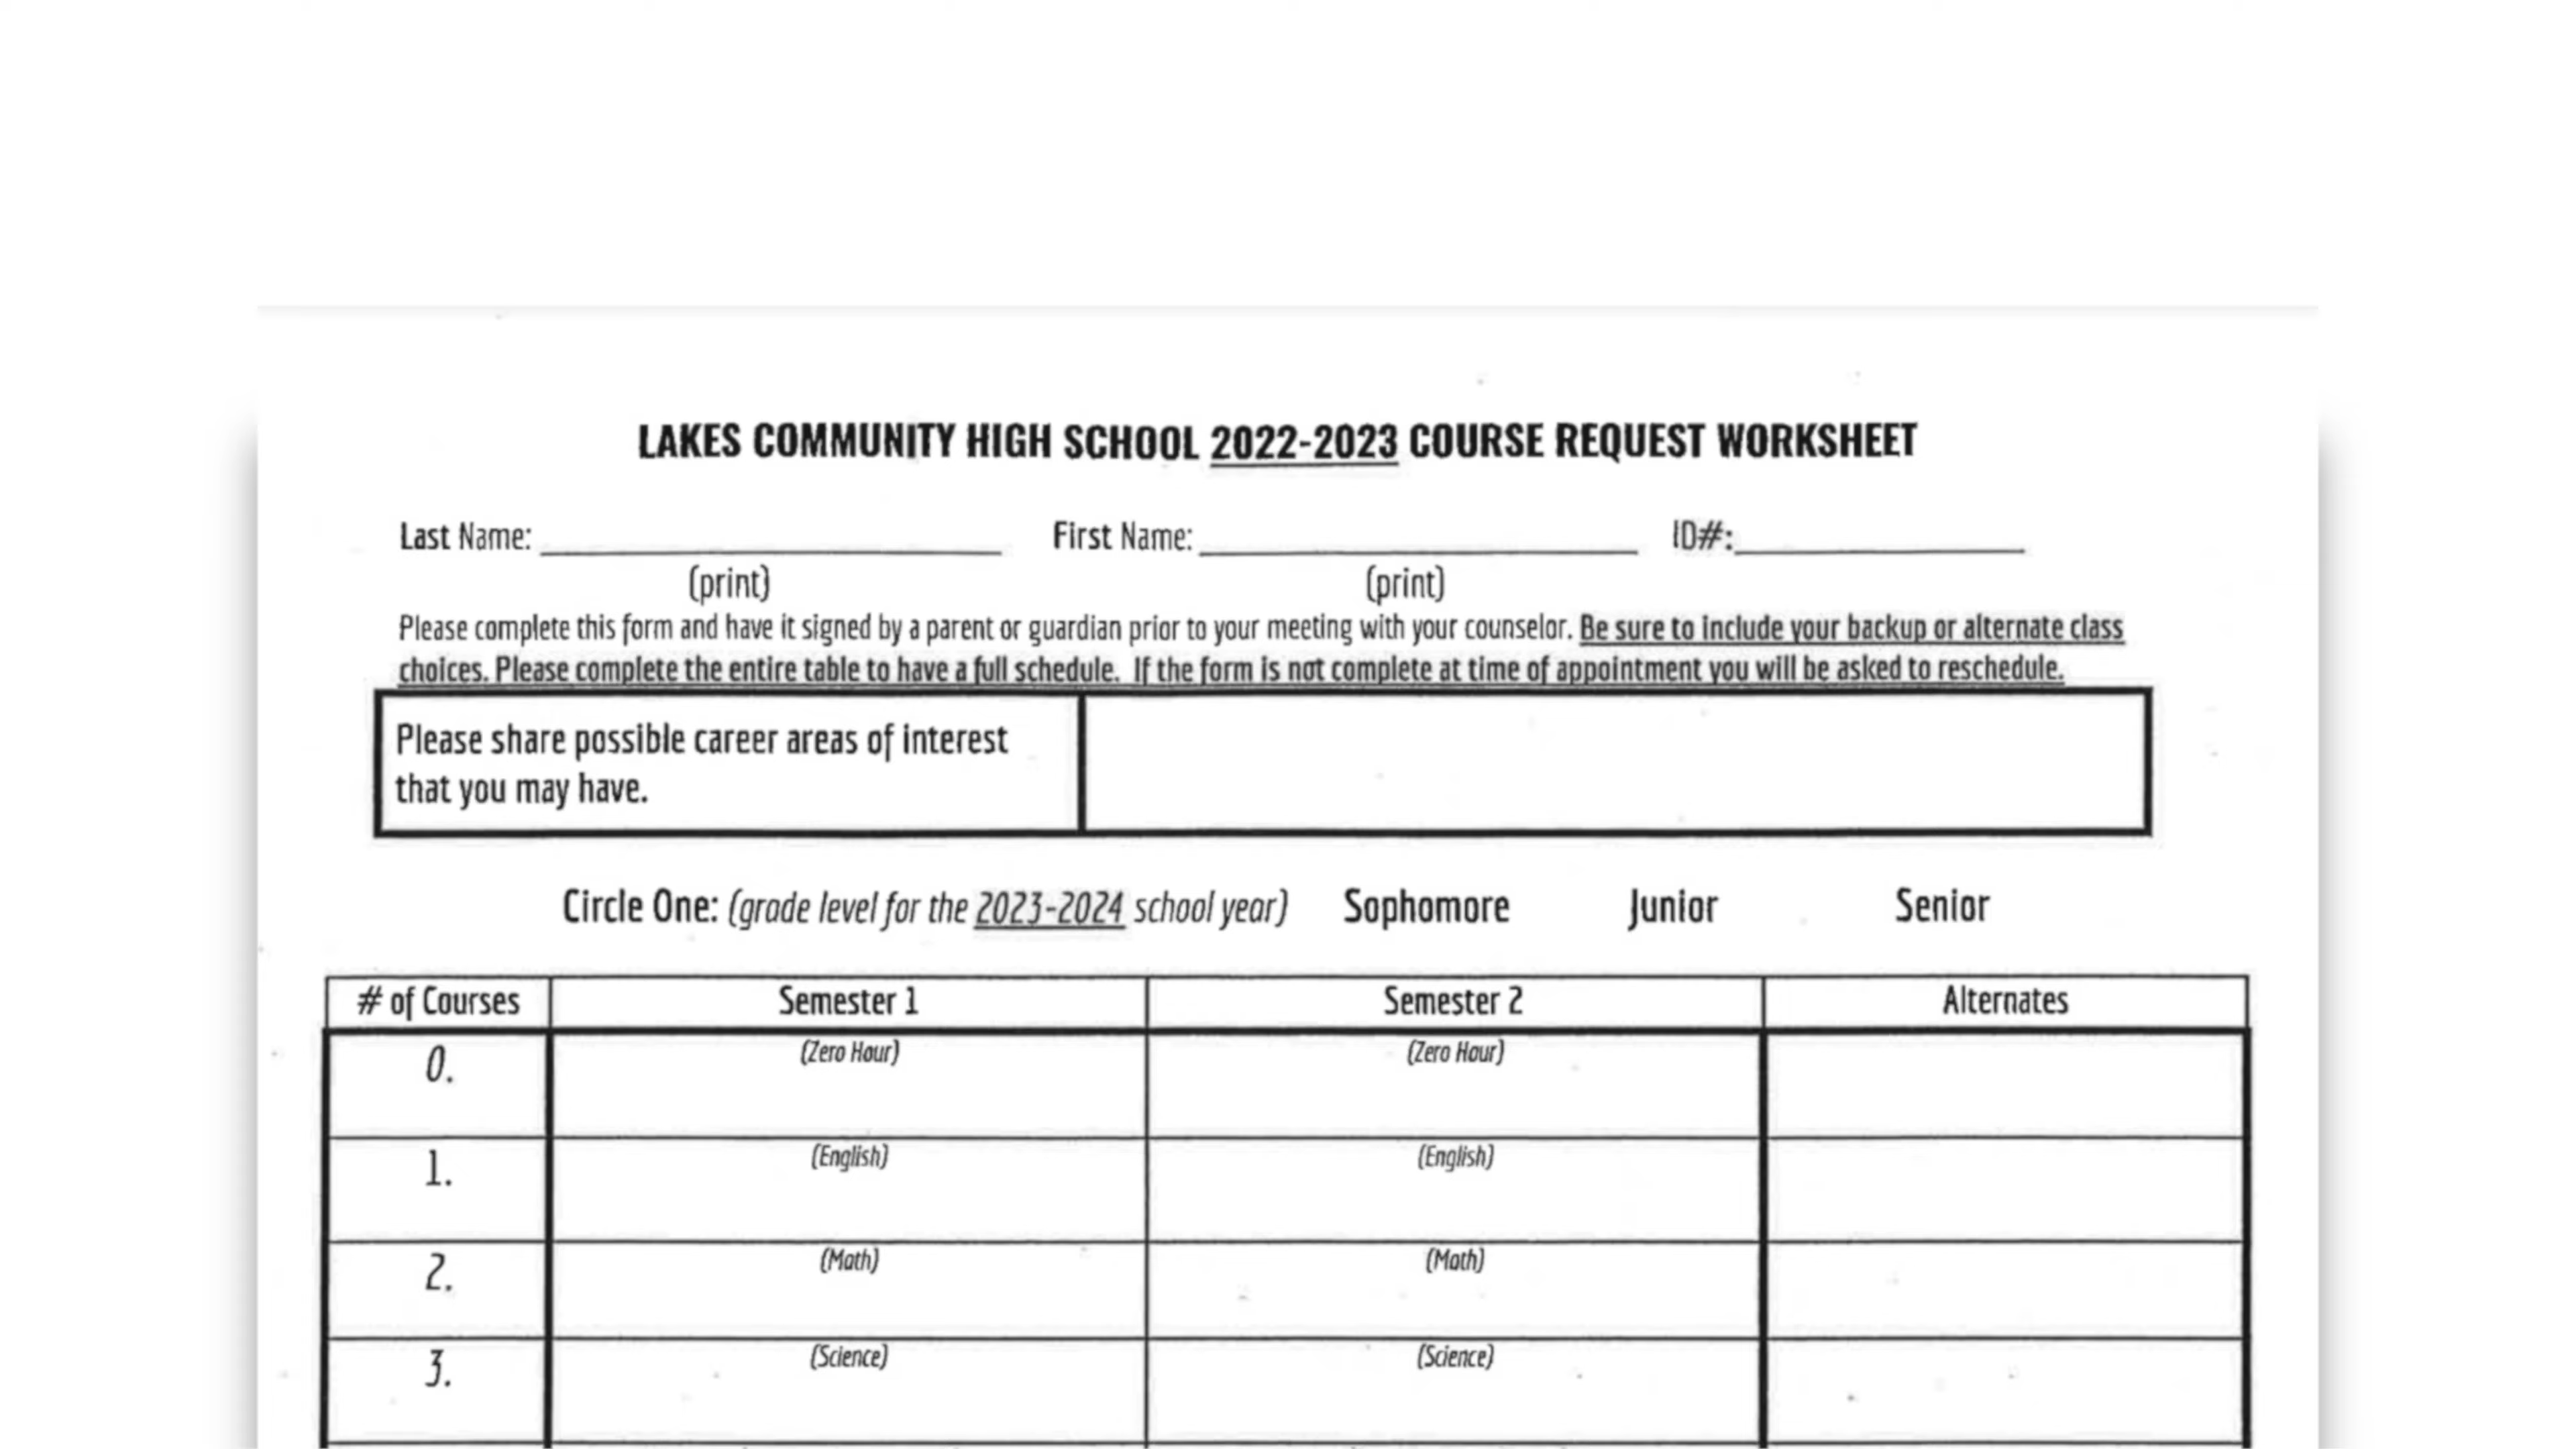 LAKES COMMUNITY HIGH SCHOOL 2022-2023 COURSE REQUEST WORKSHEET
Last Name: ____________________ First Name: ____________________ ID#:____________
(print) (print)
Please complete this form and have it signed by a parent or guardian prior to your meeting with your counselor. Be sure to include your backup or alternate class
choices. Please complete the entire table to have a full schedule. If the form is not complete at time of appointment you will be asked to reschedule.
Please share possible career areas of interest
that you may have.
Circle One: (grade level for the 2023-2024 school year) Sophomore Junior Senior
# of Courses Semester 1 Semester 2 Alternates
0. (Zero Hour) (Zero Hour)
1. (English) (English)
2. (Math) (Math)
3. (Science) (Science)